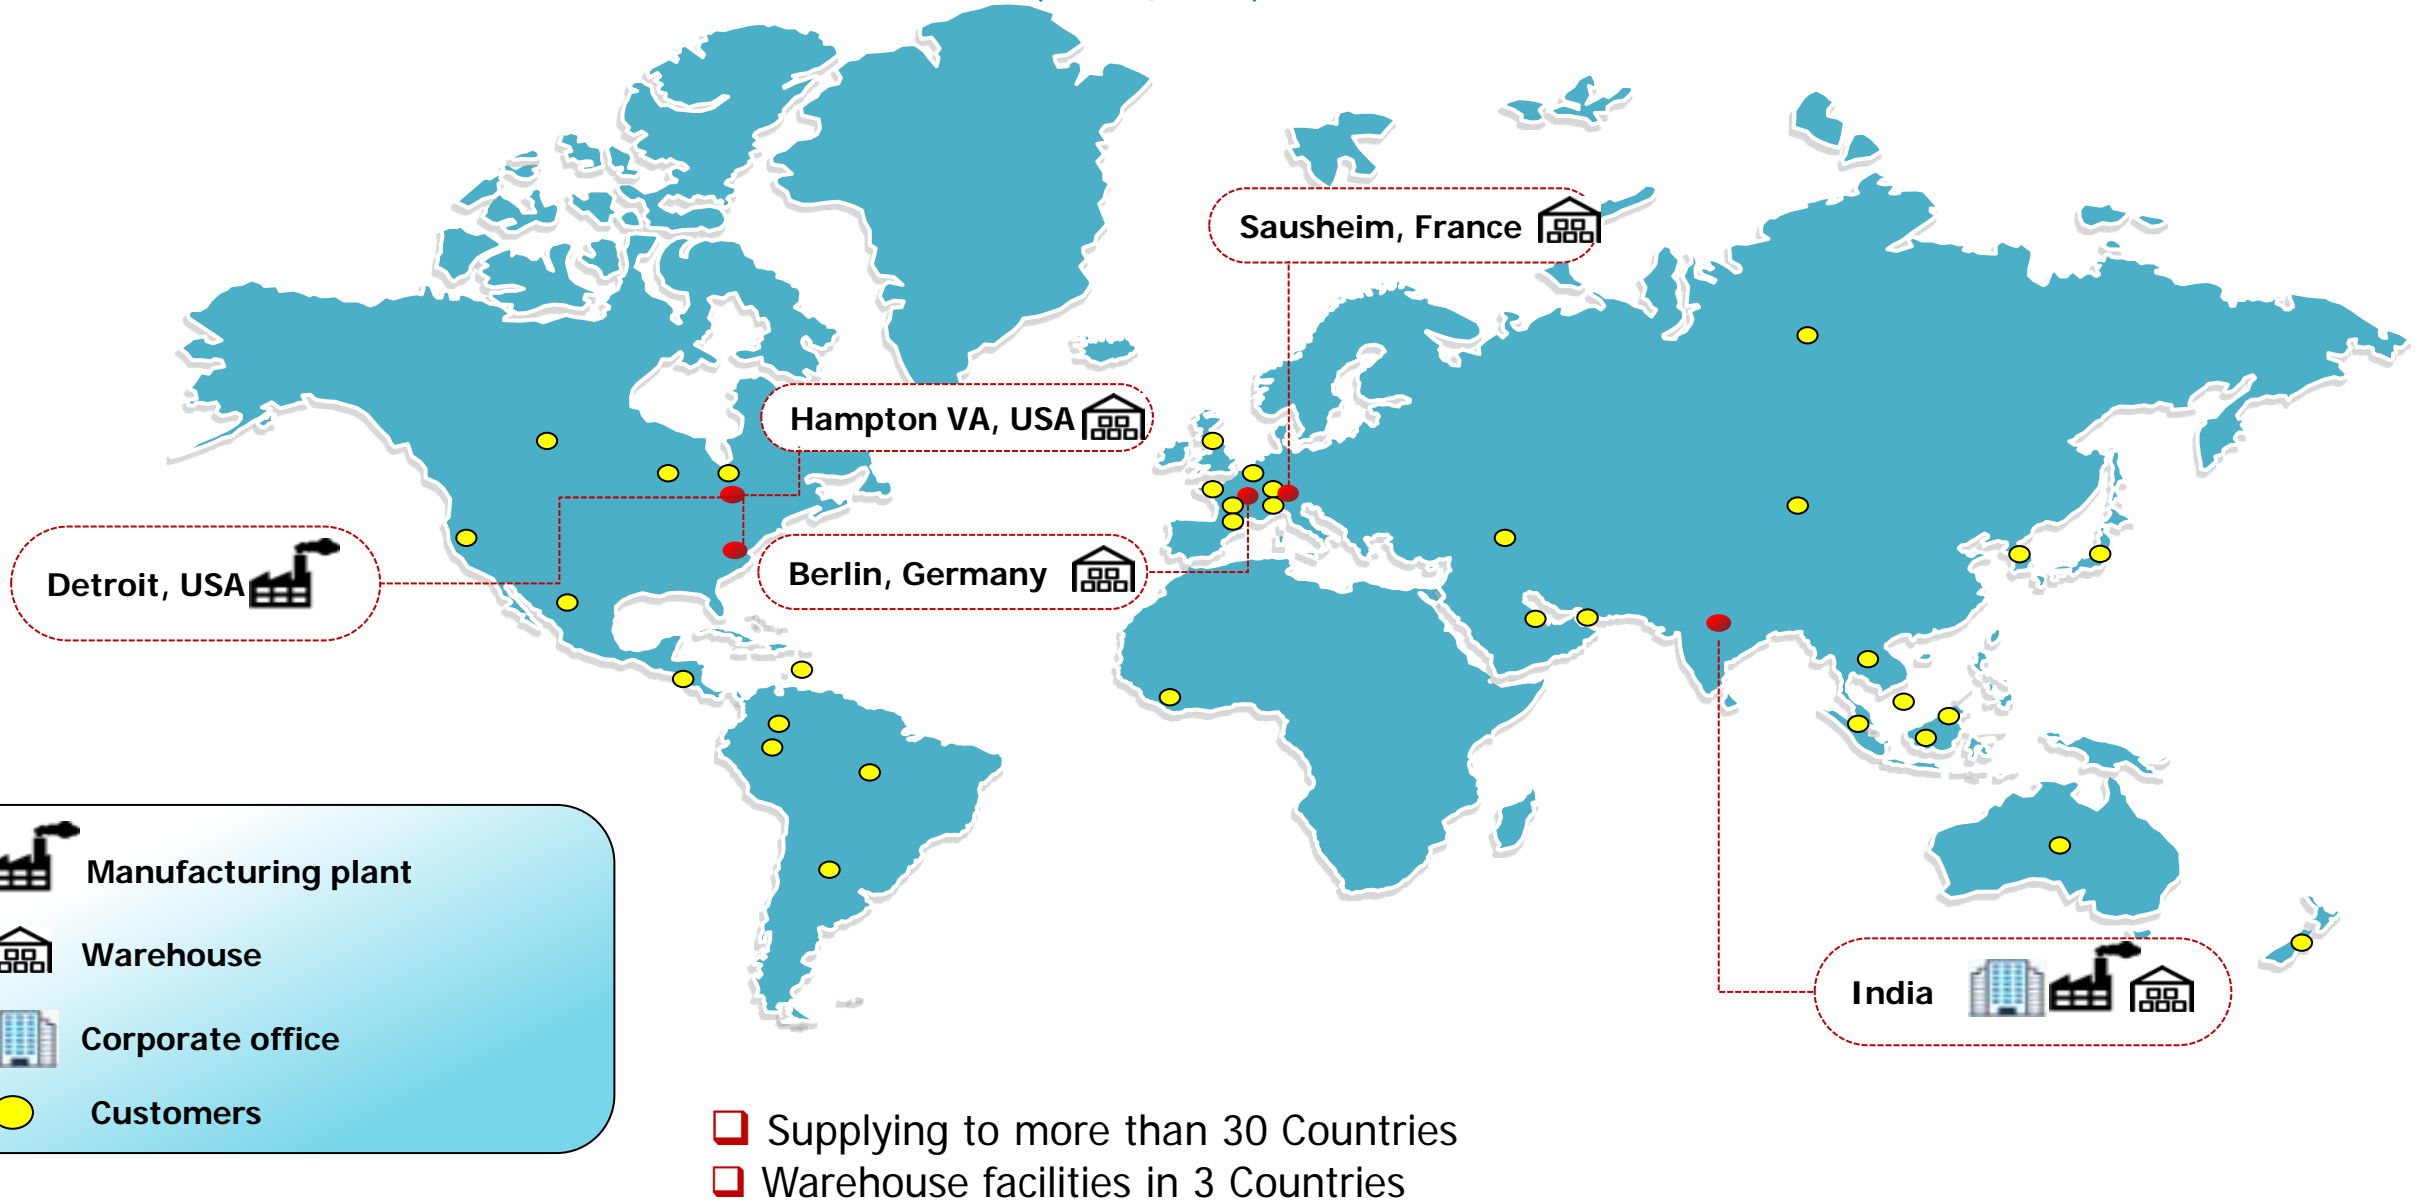 Sausheim, France
Hampton VA, USA
Detroit, USA
Berlin, Germany
India
Manufacturing plant
Warehouse
Corporate office
Customers
Supplying to more than 30 Countries
Warehouse facilities in 3 Countries